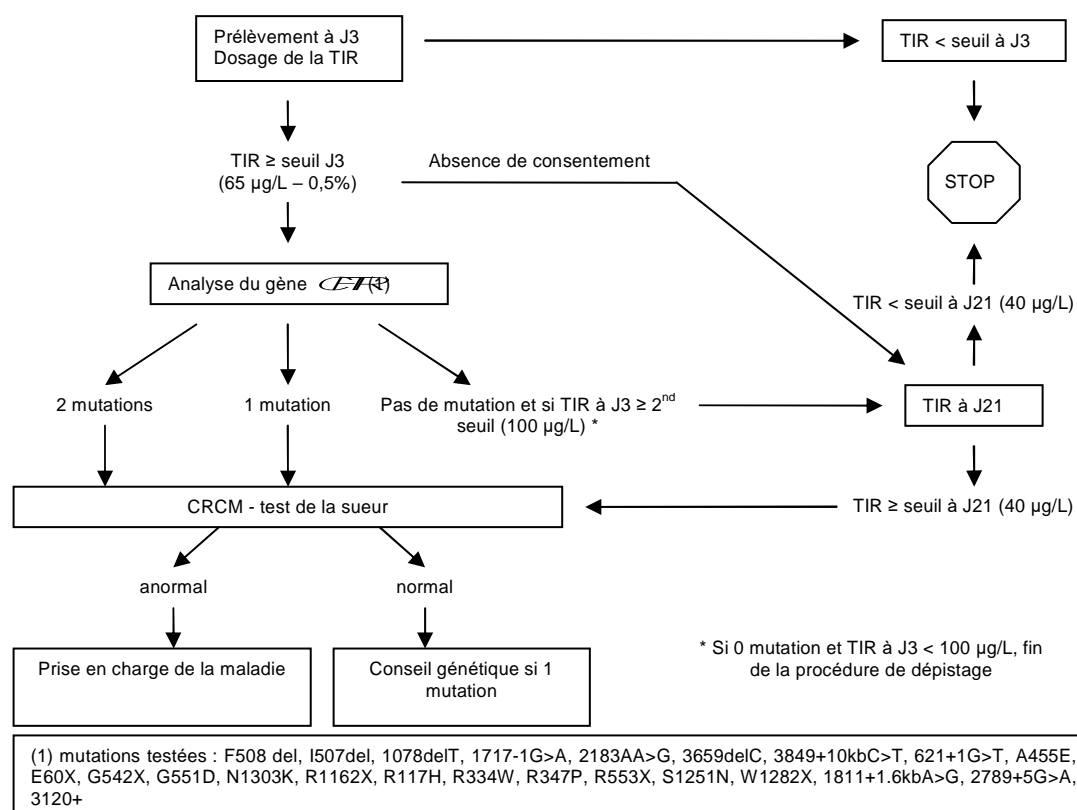 Prélèvement à J3
Dosage de la TIR
TIR < seuil à J3
TIR ≥ seuil J3
(65 µg/L – 0,5%)
Absence de consentement
STOP
Analyse du gène (1)
TIR < seuil à J21 (40 µg/L)
2 mutations
1 mutation
Pas de mutation et si TIR à J3 ≥ 2nd
seuil (100 µg/L) *
TIR à J21
CRCM - test de la sueur
TIR ≥ seuil à J21 (40 µg/L)
anormal
normal
Prise en charge de la maladie
Conseil génétique si 1
mutation
* Si 0 mutation et TIR à J3 < 100 µg/L, fin
de la procédure de dépistage
(1) mutations testées : F508 del, I507del, 1078delT, 1717-1G>A, 2183AA>G, 3659delC, 3849+10kbC>T, 621+1G>T, A455E,
E60X, G542X, G551D, N1303K, R1162X, R117H, R334W, R347P, R553X, S1251N, W1282X, 1811+1.6kbA>G, 2789+5G>A,
3120+